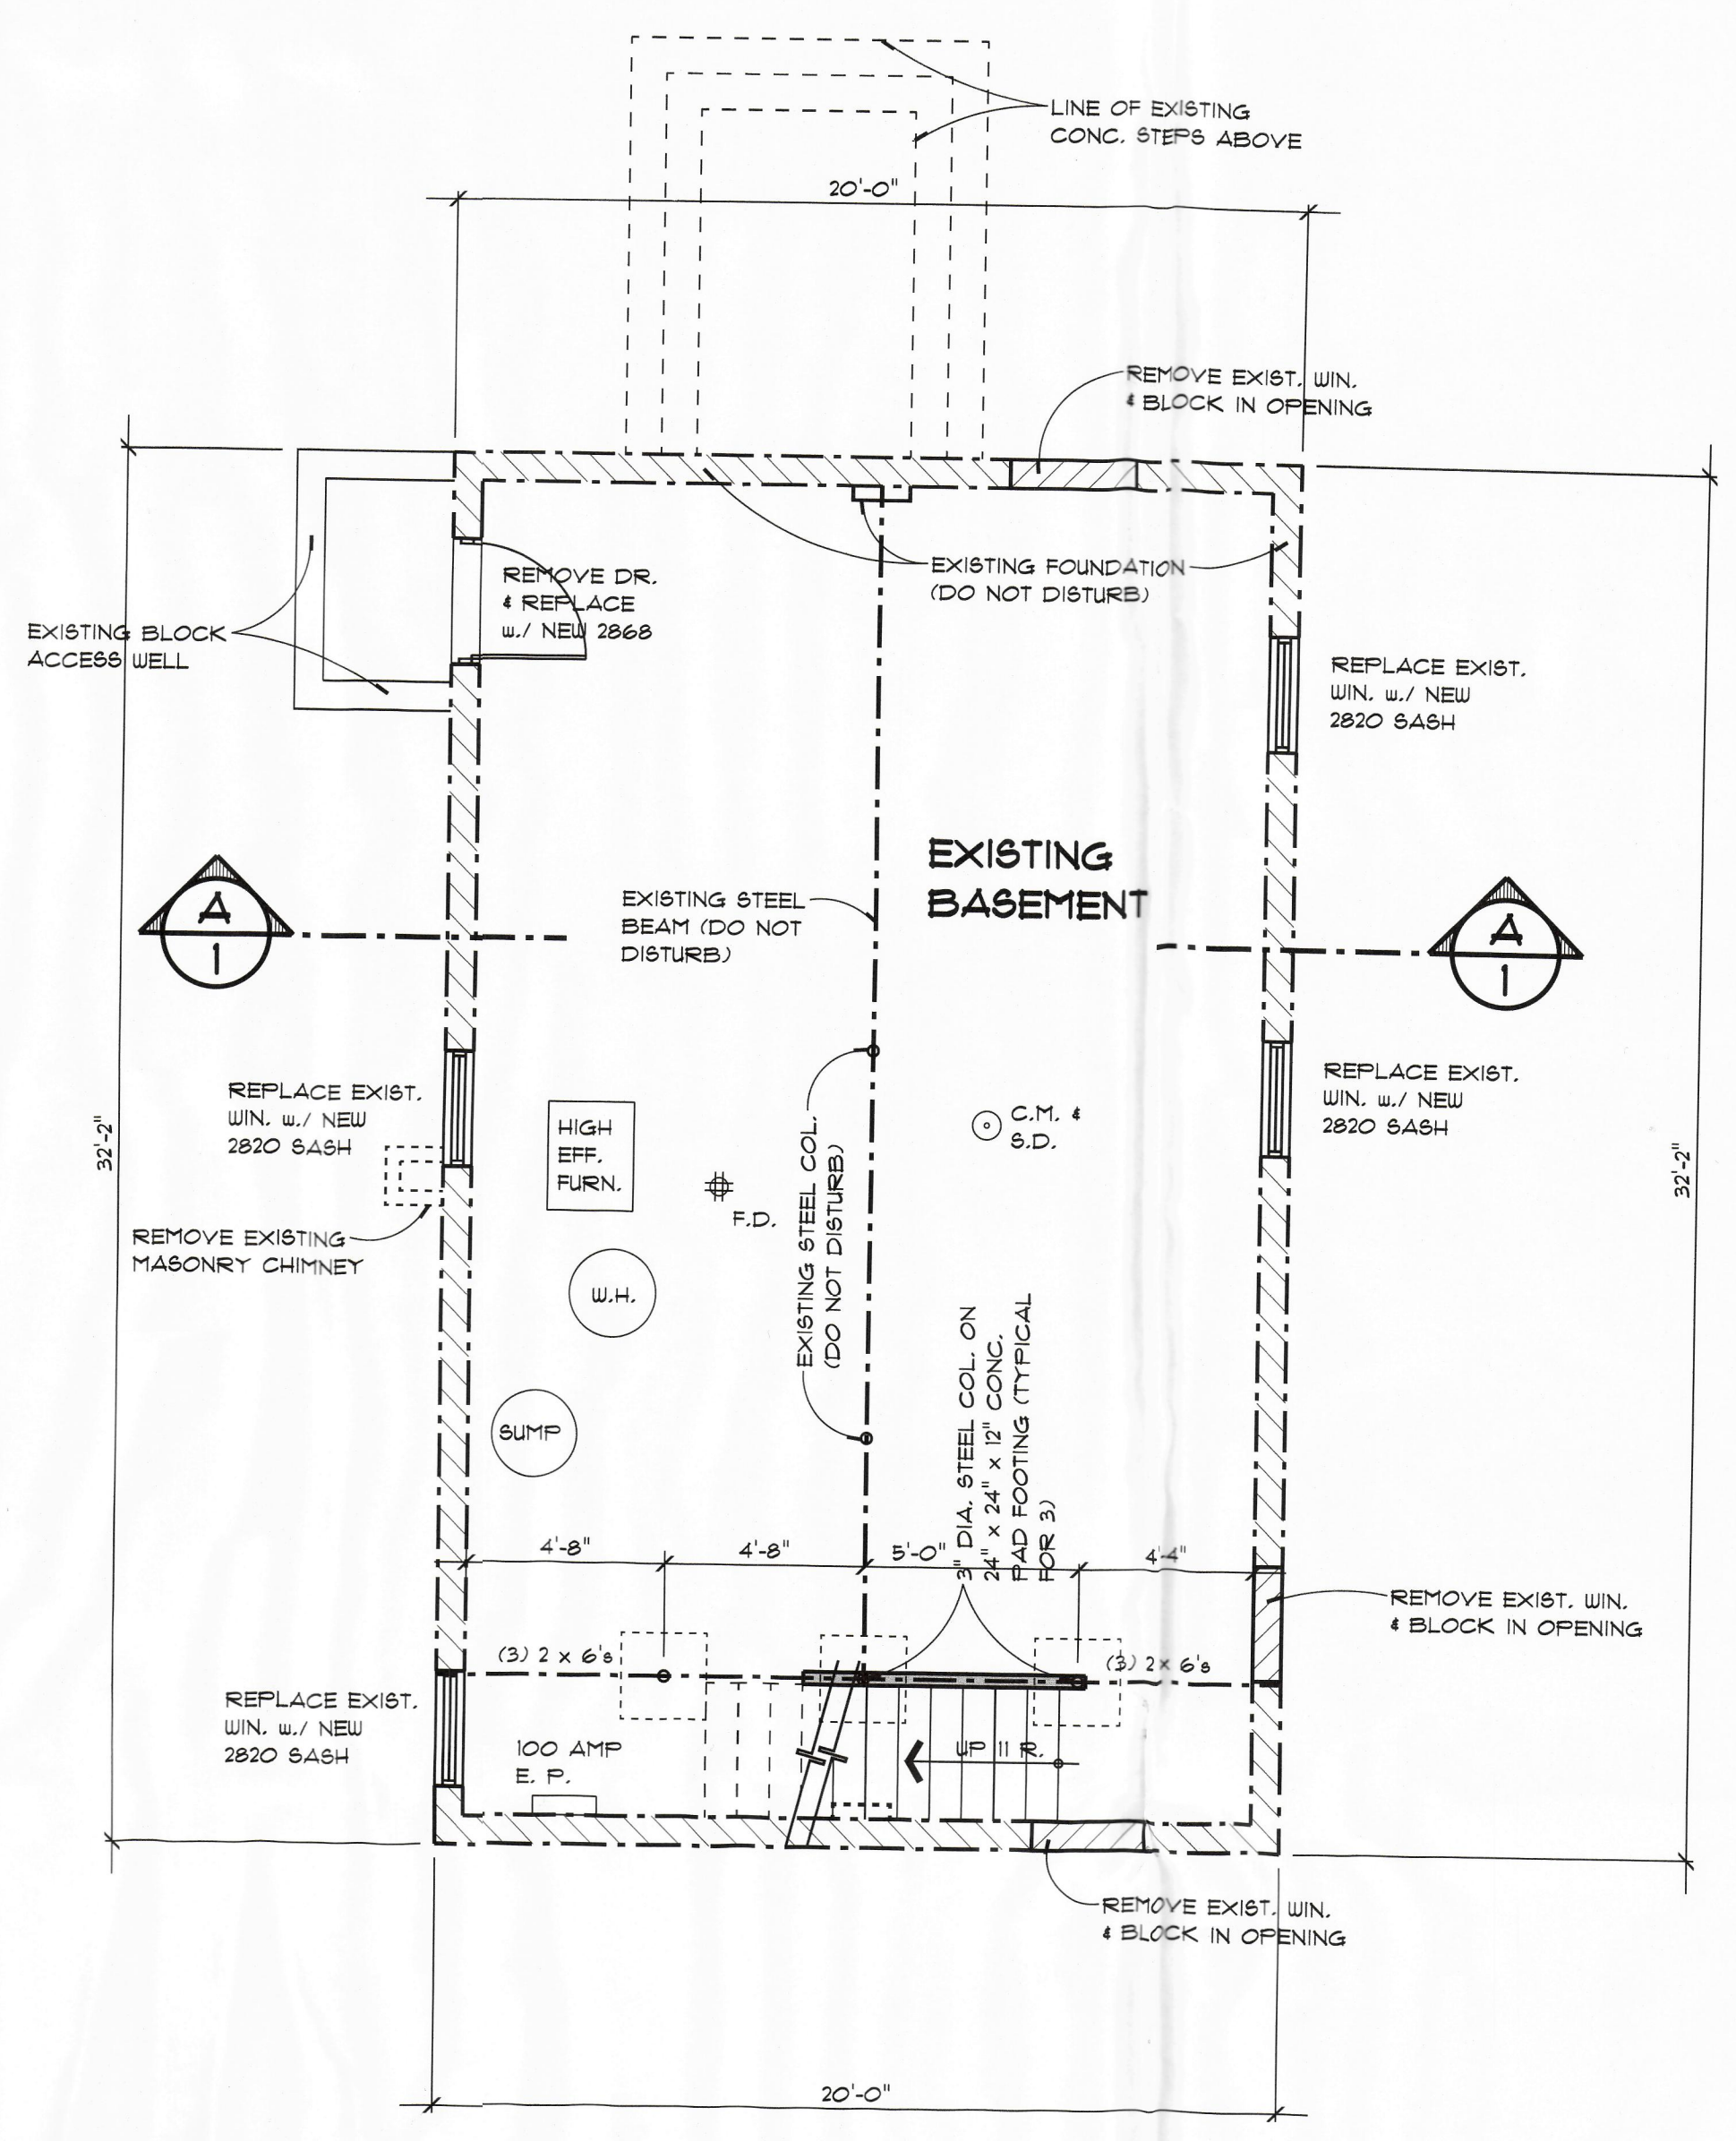 LINE OF EXISTING
CONC. STEPS ABOVE
20'-0"
REMOVE EXIST. WIN.
& BLOCK IN OPENING
EXISTING FOUNDATION
(DO NOT DISTURB)
REMOVE DR.
& REPLACE
w./ NEW 2868
EXISTING BLOCK
ACCESS WELL
REPLACE EXIST.
WIN. w./ NEW
2820 SASH
EXISTING
BASEMENT
EXISTING STEEL
BEAM (DO NOT
DISTURB)
A
1
A
1
REPLACE EXIST.
WIN. w./ NEW
2820 SASH
HIGH
EFF.
FURN.
C.M. &
S.D.
REPLACE EXIST.
WIN. w./ NEW
2820 SASH
32'-2"
32'-2"
F.D.
EXISTING STEEL COL.
(DO NOT DISTURB)
REMOVE EXISTING
MASONRY CHIMNEY
W.H.
SUMP
3" DIA. STEEL COL. ON
24" x 24" x 12" CONC.
PAD FOOTING (TYPICAL
FOR 3)
4'-8"
4'-8"
5'-0"
4'-4"
REMOVE EXIST. WIN.
& BLOCK IN OPENING
(3) 2 x 6's
(3) 2 x 6's
REPLACE EXIST.
WIN. w./ NEW
2820 SASH
100 AMP
E. P.
UP 11 R.
REMOVE EXIST. WIN.
& BLOCK IN OPENING
20'-0"